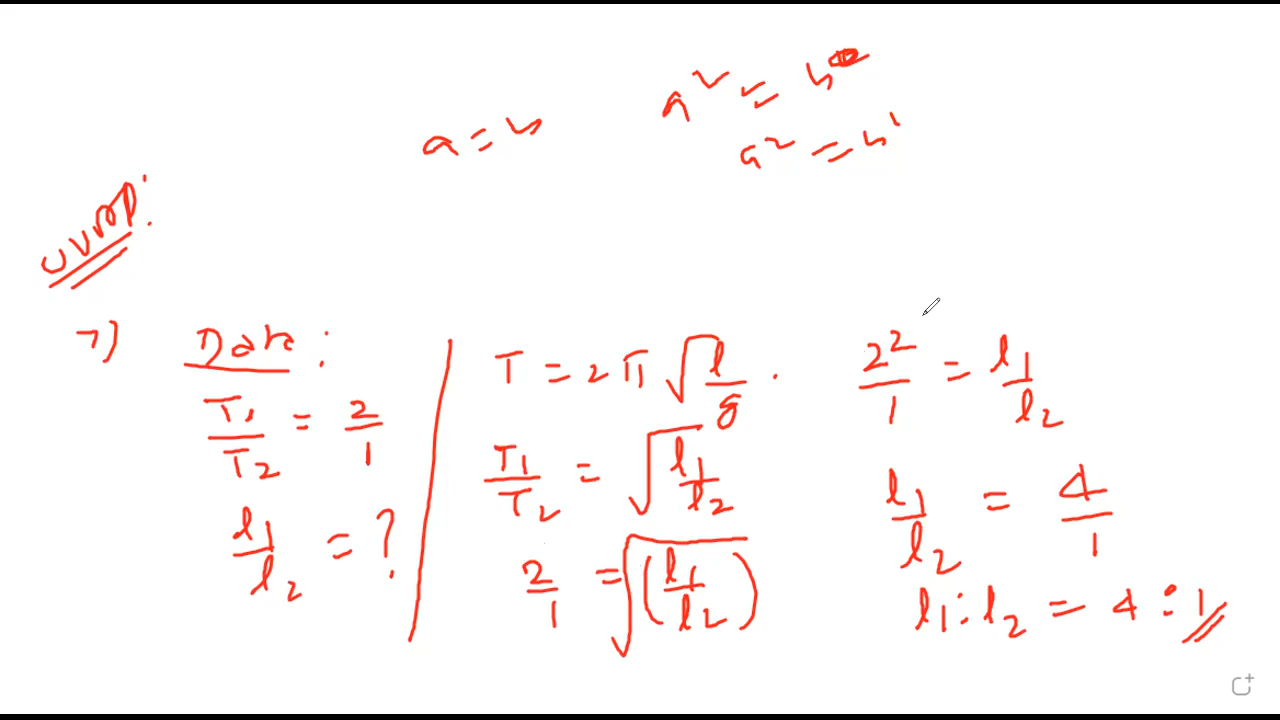 a² = b
a = b
a² = b¹
7) Data :
T₁/T₂ = 2/1
l₁/l₂ = ?
T = 2π√(l/g) .
T₁/T₂ = √(l₁/l₂)
2/1 = √(l₁/l₂)
2²/1 = l₁/l₂
l₁/l₂ = 4/1
l₁ : l₂ = 4 : 1